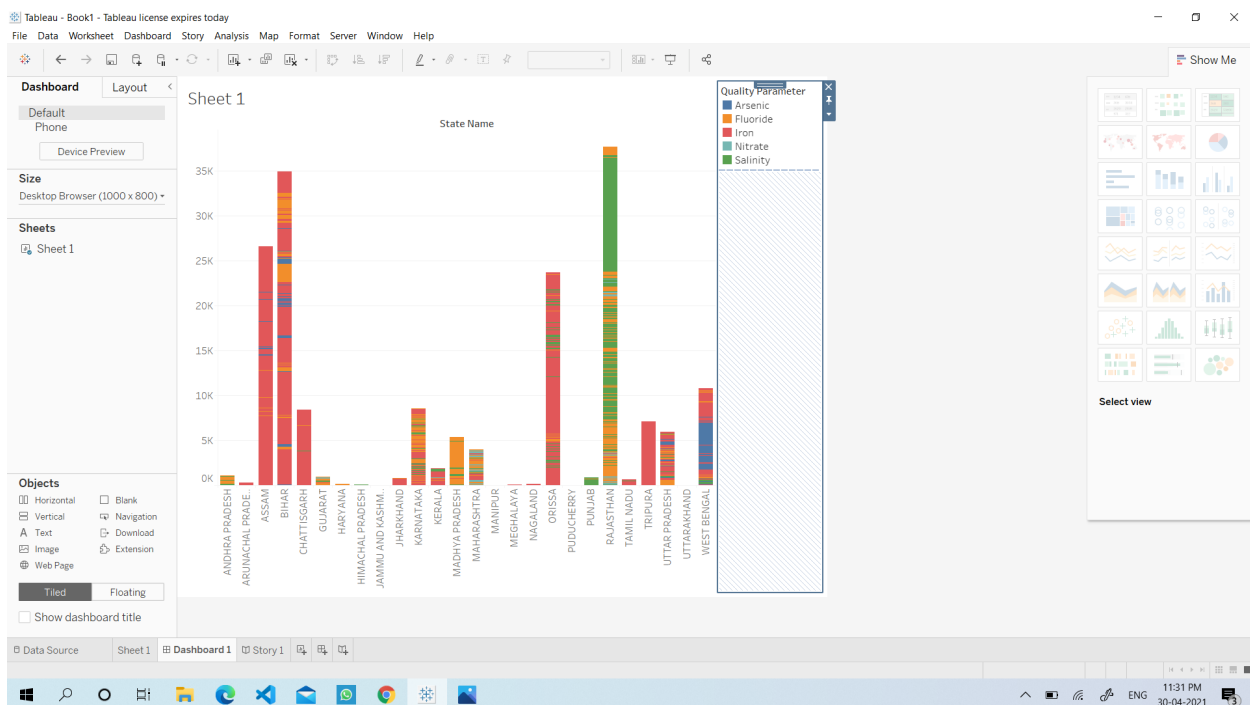 Tableau - Book1 - Tableau license expires today
File Data Worksheet Dashboard Story Analysis Map Format Server Window Help
Show Me
Dashboard Layout
Default
Phone
Device Preview
Size
Desktop Browser (1000 x 800)
Sheets
Sheet 1
Objects
Horizontal Blank
Vertical Navigation
A Text Download
Image Extension
Web Page
Tiled Floating
Show dashboard title
Sheet 1
State Name
35K
30K
25K
20K
15K
10K
5K
0K
ANDHRA PRADESH
ARUNACHAL PRADE..
ASSAM
BIHAR
CHATTISGARH
GUJARAT
HARYANA
HIMACHAL PRADESH
JAMMU AND KASHM..
JHARKHAND
KARNATAKA
KERALA
MADHYA PRADESH
MAHARASHTRA
MANIPUR
MEGHALAYA
NAGALAND
ORISSA
PUDUCHERY
PUNJAB
RAJASTHAN
TAMIL NADU
TRIPURA
UTTAR PRADESH
UTTARAKHAND
WEST BENGAL
Quality Parameter
Arsenic
Fluoride
Iron
Nitrate
Salinity
Select view
Data Source Sheet 1 Dashboard 1 Story 1
ENG
11:31 PM
30-04-2021
3